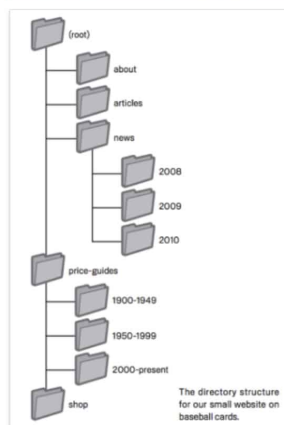 (root)
about
articles
news
2008
2009
2010
price-guides
1900-1949
1950-1999
2000-present
shop
The directory structure
for our small website on
baseball cards.